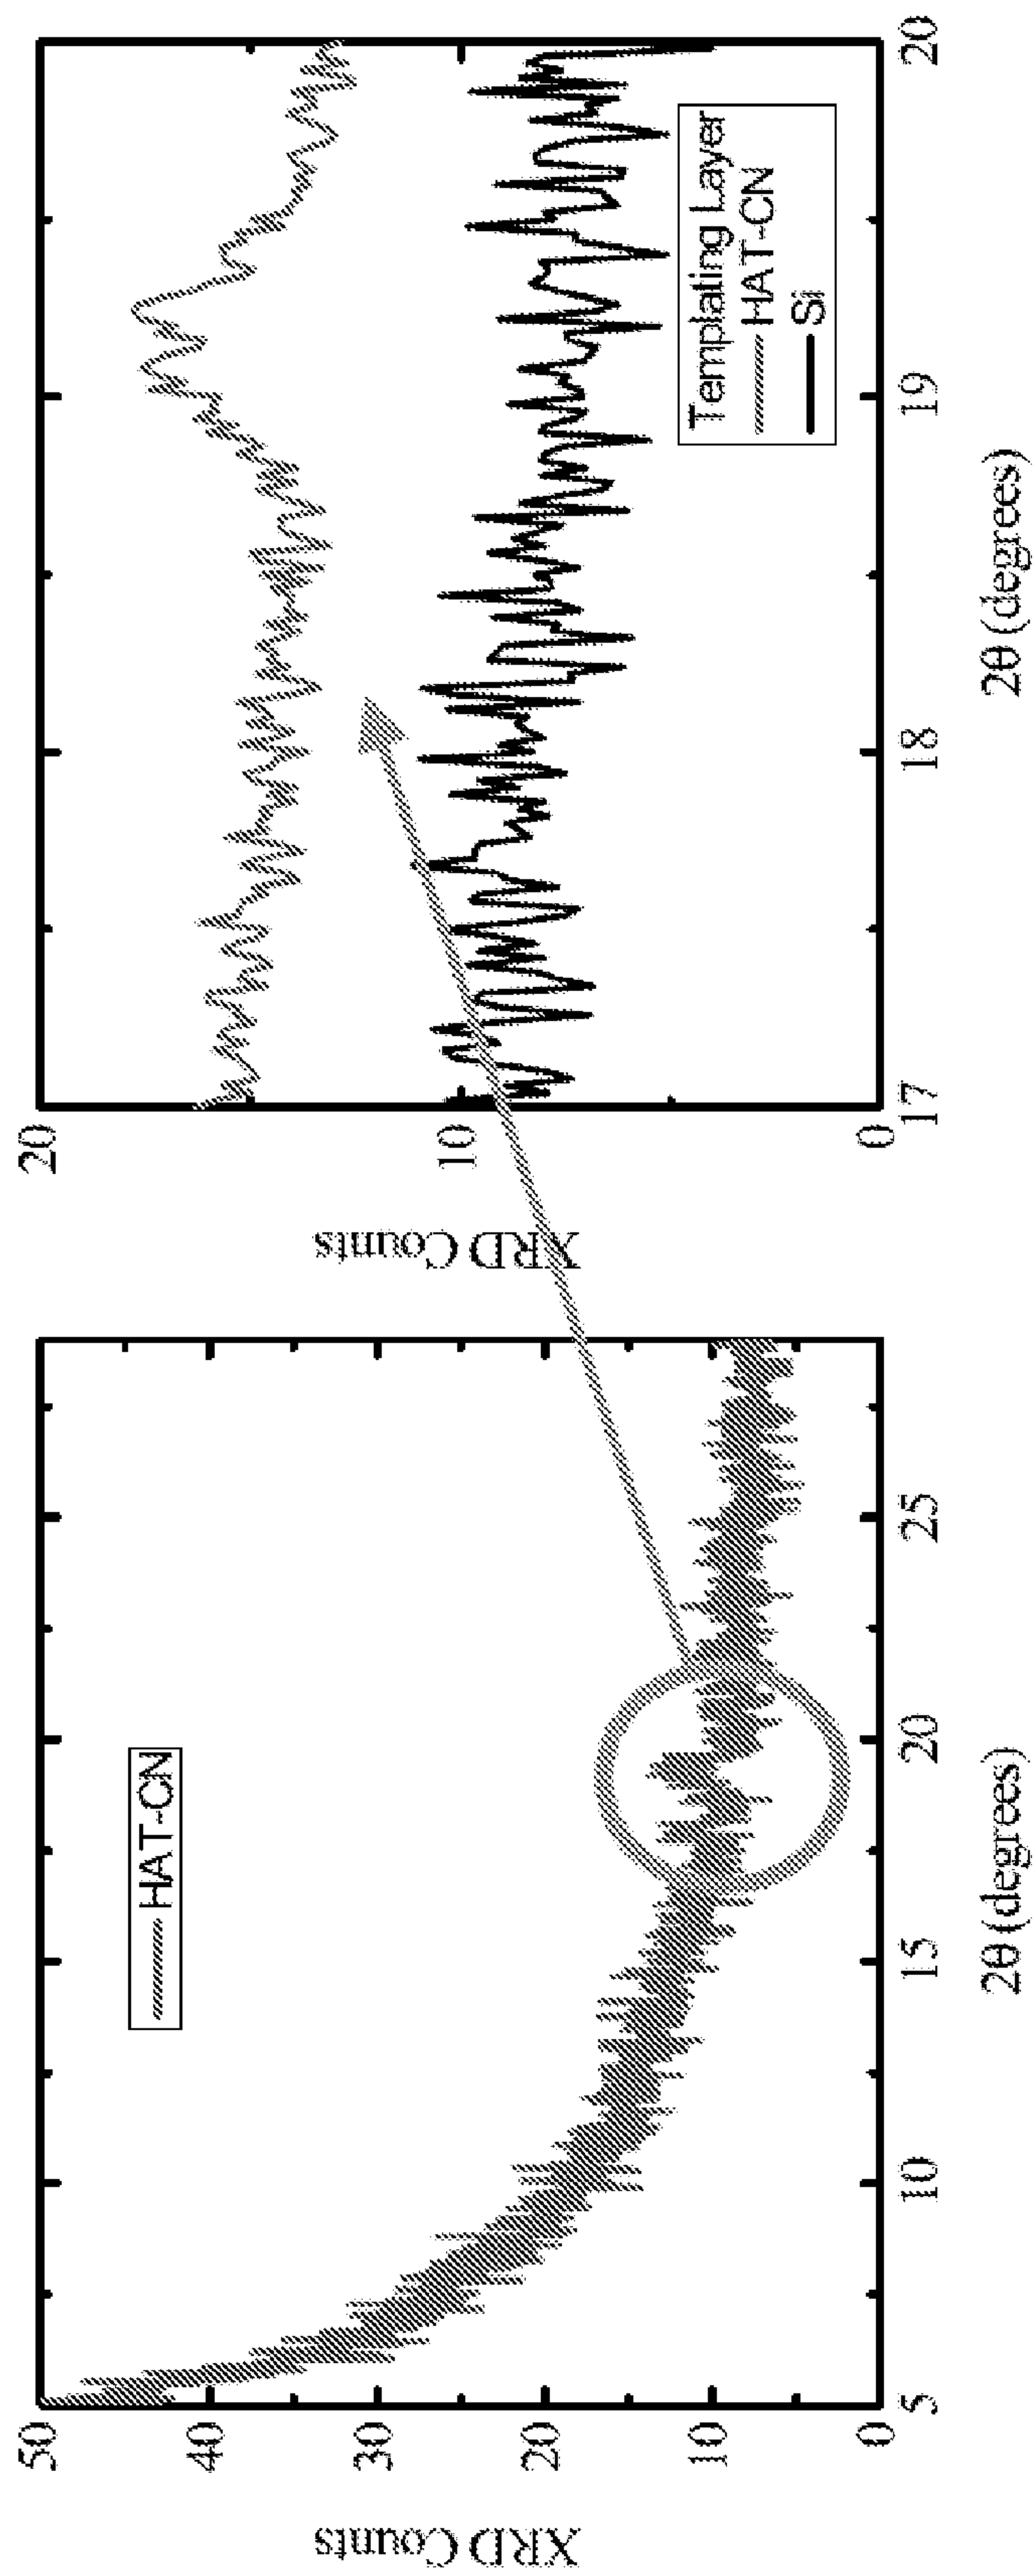 XRD Counts
50
40
30
20
10
0
5
10
15
20
25
2θ (degrees)
HAT-CN
XRD Counts
20
10
0
17
18
19
20
2θ (degrees)
Templating Layer
HAT-CN
Si